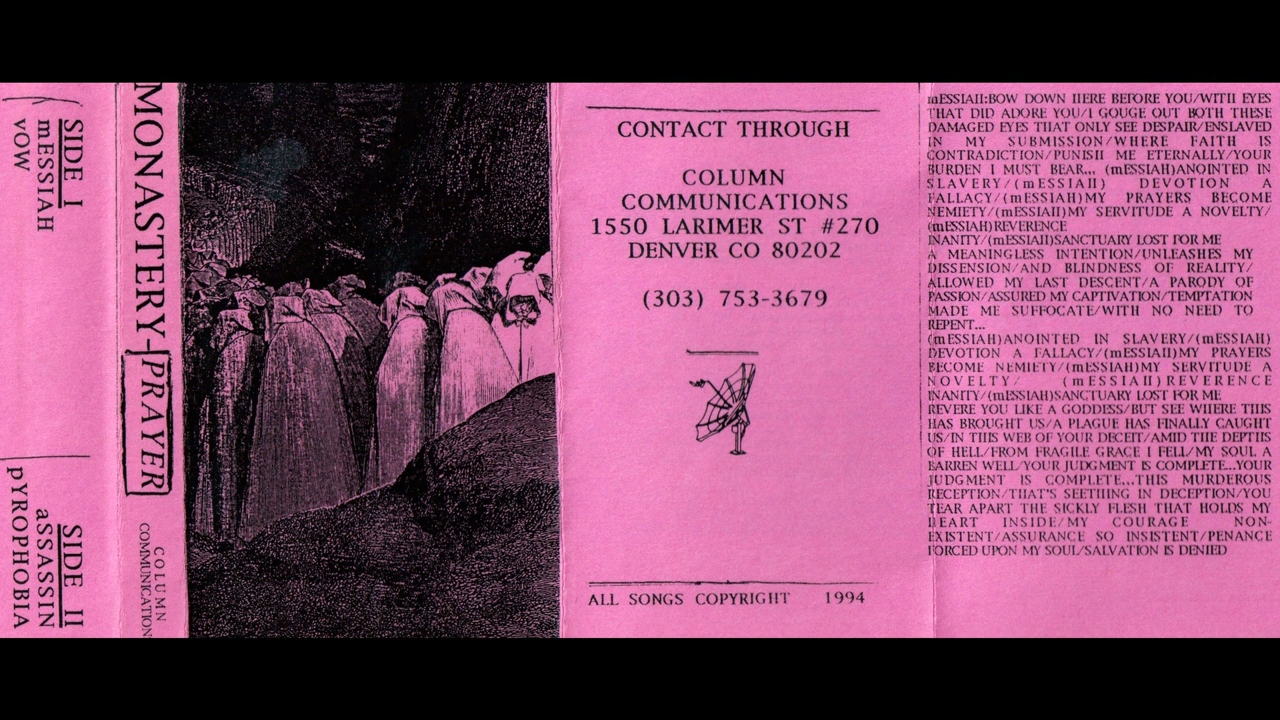 SIDE I
mESSIAH
vOW
SIDE II
aSSASSIN
pYROPHOBIA
MONASTERY-PRAYER
COLUMN
COMMUNICATION
CONTACT THROUGH
COLUMN
COMMUNICATIONS
1550 LARIMER ST #270
DENVER CO 80202
(303) 753-3679
ALL SONGS COPYRIGHT 1994
mESSIAH:BOW DOWN HERE BEFORE YOU/WITH EYES
THAT DID ADORE YOU/I GOUGE OUT BOTH THESE
DAMAGED EYES THAT ONLY SEE DESPAIR/ENSLAVED
IN MY SUBMISSION/WHERE FAITH IS
CONTRADICTION/PUNISH ME ETERNALLY/YOUR
BURDEN I MUST BEAR... (mESSIAH)ANOINTED IN
SLAVERY/(mESSIAH) DEVOTION A
FALLACY/(mESSIAH)MY PRAYERS BECOME
NEMIETY/(mESSIAH)MY SERVITUDE A NOVELTY/
(mESSIAH)REVERENCE
INANITY/(mESSIAH)SANCTUARY LOST FOR ME
A MEANINGLESS INTENTION/UNLEASHES MY
DISSENSION/AND BLINDNESS OF REALITY/
ALLOWED MY LAST DESCENT/A PARODY OF
PASSION/ASSURED MY CAPTIVATION/TEMPTATION
MADE ME SUFFOCATE/WITH NO NEED TO
REPENT...
(mESSIAH)ANOINTED IN SLAVERY/(mESSIAH)
DEVOTION A FALLACY/(mESSIAH)MY PRAYERS
BECOME NEMIETY/(mESSIAH)MY SERVITUDE A
NOVELTY/ (mESSIAH)REVERENCE
INANITY/(mESSIAH)SANCTUARY LOST FOR ME
REVERE YOU LIKE A GODDESS/BUT SEE WHERE THIS
HAS BROUGHT US/A PLAGUE HAS FINALLY CAUGHT
US/IN THIS WEB OF YOUR DECEIT/AMID THE DEPTHS
OF HELL/FROM FRAGILE GRACE I FELL/MY SOUL A
BARREN WELL/YOUR JUDGMENT IS COMPLETE...YOUR
JUDGMENT IS COMPLETE...THIS MURDEROUS
RECEPTION/THAT'S SEETHING IN DECEPTION/YOU
TEAR APART THE SICKLY FLESH THAT HOLDS MY
HEART INSIDE/MY COURAGE NON-
EXISTENT/ASSURANCE SO INSISTENT/PENANCE
FORCED UPON MY SOUL/SALVATION IS DENIED